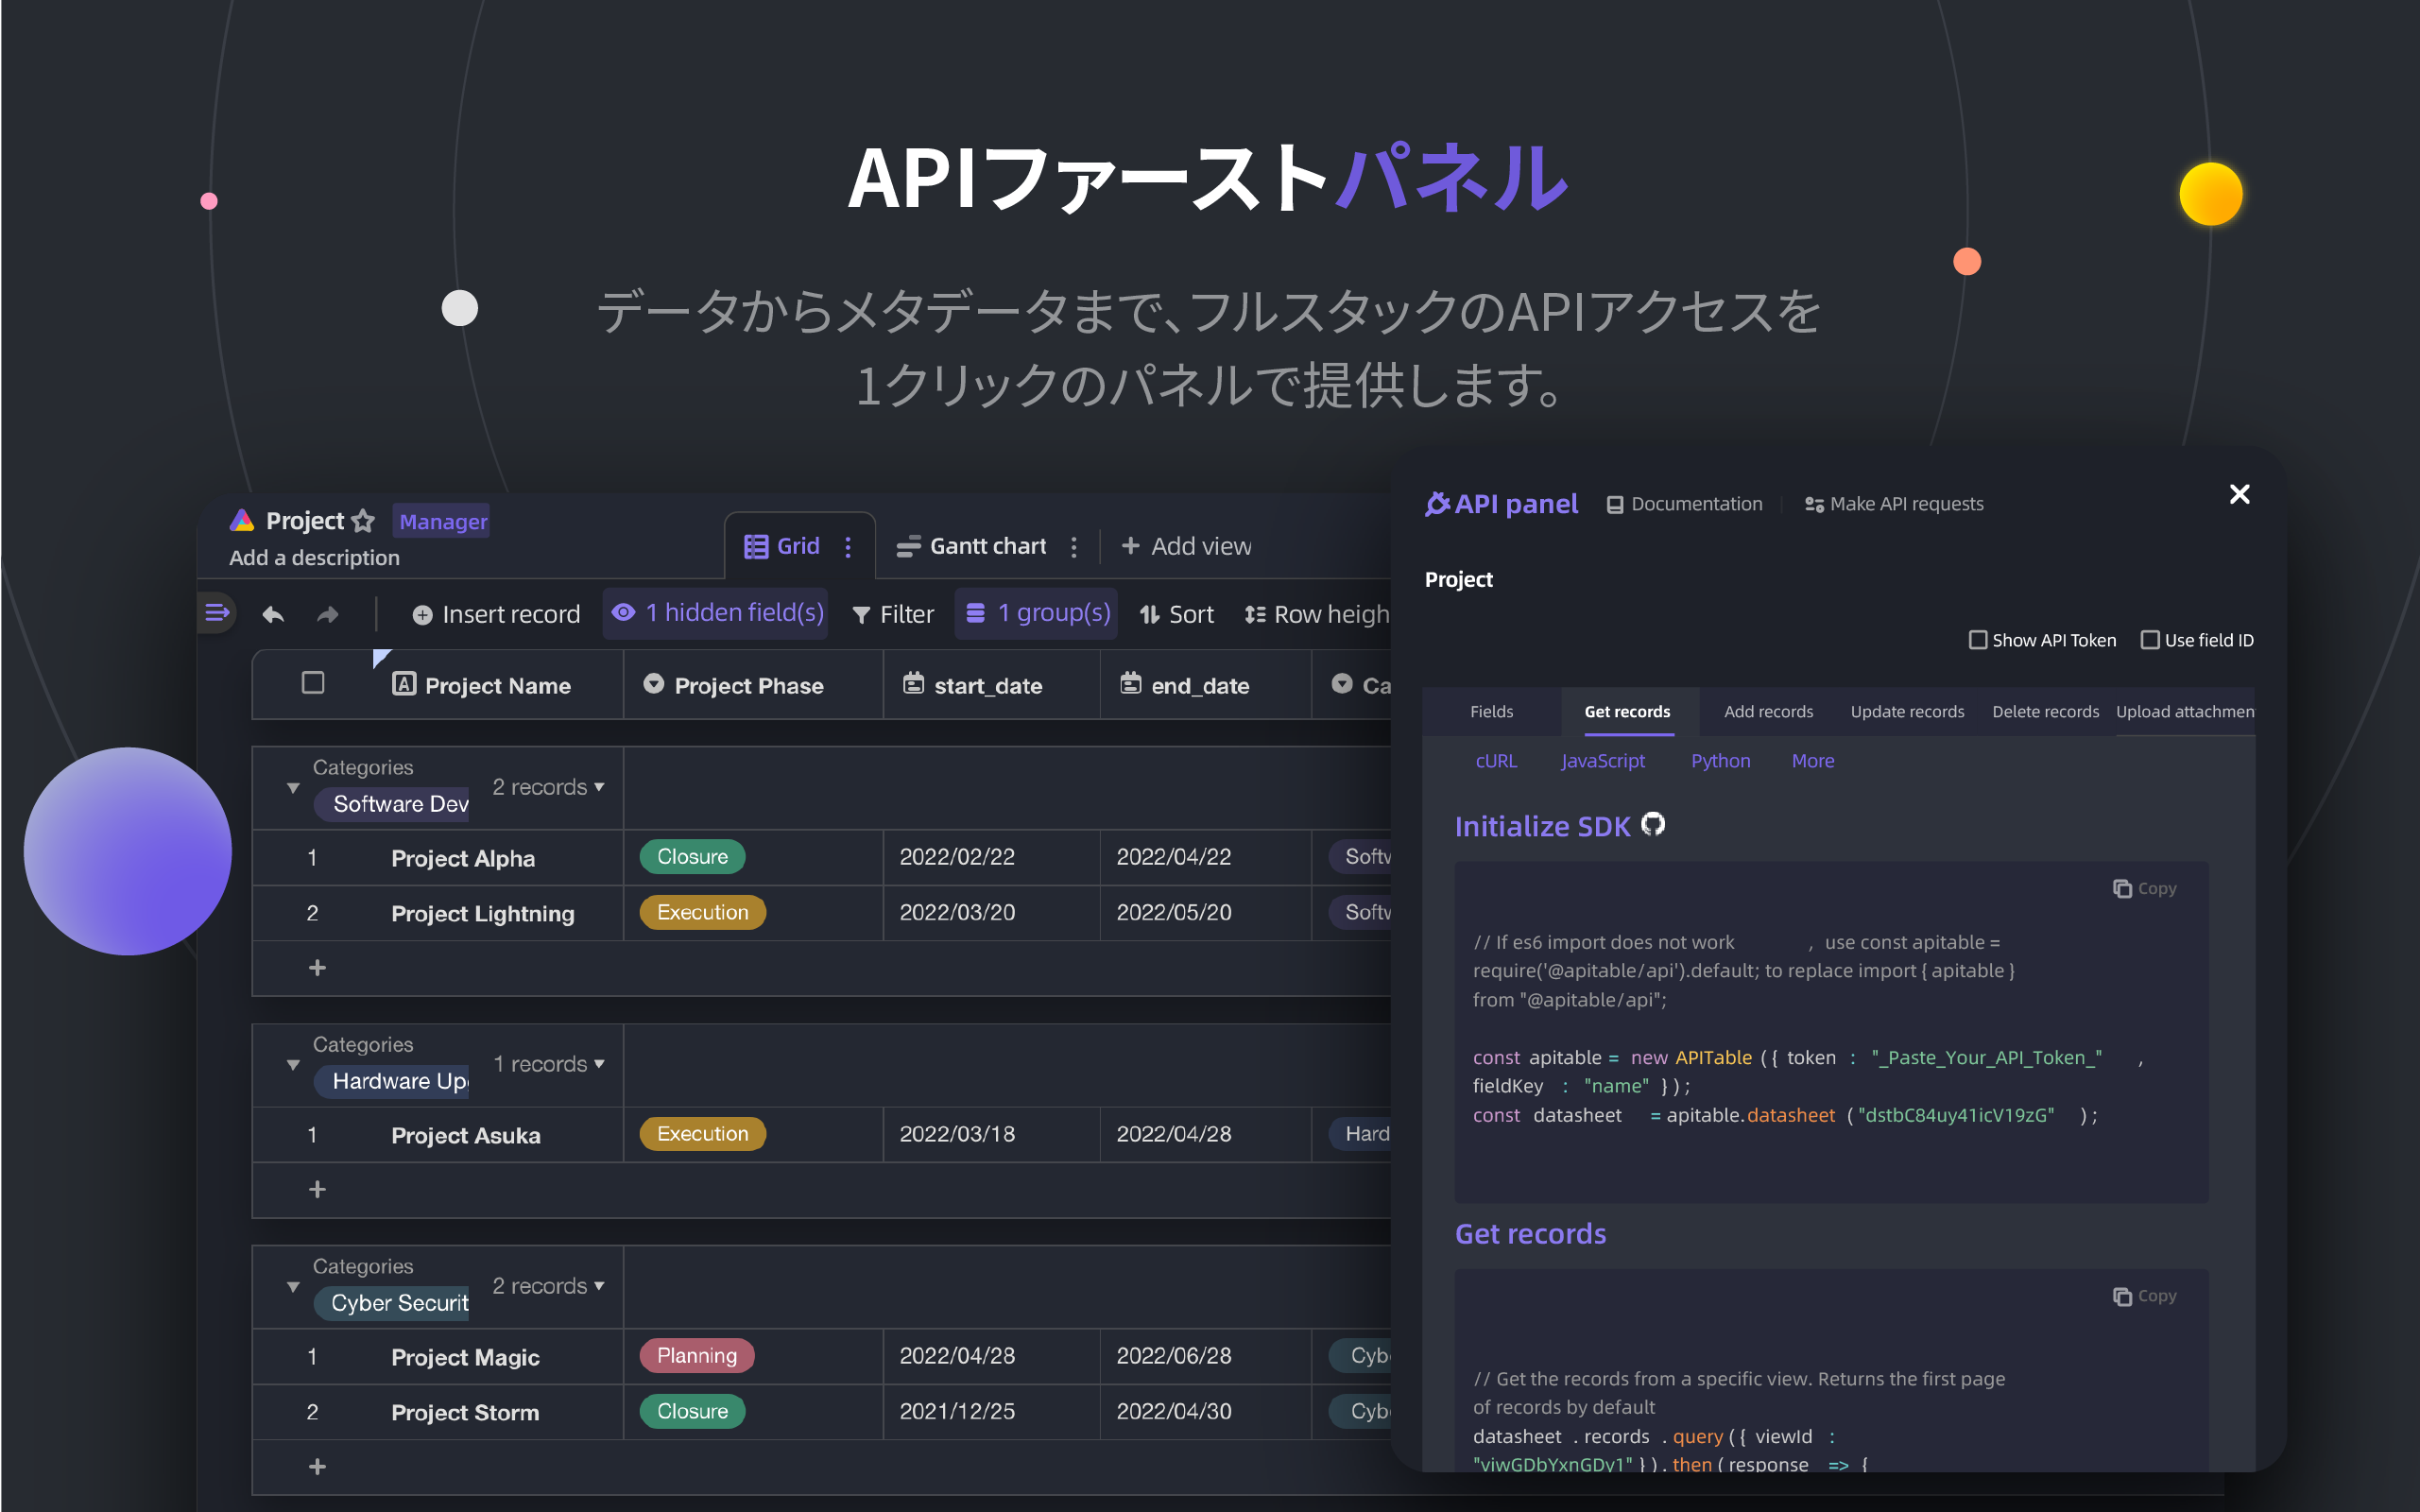 APIファーストパネル
データからメタデータまで、フルスタックのAPIアクセスを
1クリックのパネルで提供します。
Project Manager
Add a description
Grid Gantt chart + Add view
Insert record 1 hidden field(s) Filter 1 group(s) Sort Row heigh
Project Name Project Phase start_date end_date Ca
Categories
Software Dev 2 records
1 Project Alpha Closure 2022/02/22 2022/04/22 Softw
2 Project Lightning Execution 2022/03/20 2022/05/20 Softw
+
Categories
Hardware Up 1 records
1 Project Asuka Execution 2022/03/18 2022/04/28 Hard
+
Categories
Cyber Securit 2 records
1 Project Magic Planning 2022/04/28 2022/06/28 Cybe
2 Project Storm Closure 2021/12/25 2022/04/30 Cybe
+
API panel Documentation Make API requests
Project
Show API Token Use field ID
Fields Get records Add records Update records Delete records Upload attachmen
cURL JavaScript Python More
Initialize SDK
Copy
// If es6 import does not work , use const apitable =
require('@apitable/api').default; to replace import { apitable }
from "@apitable/api";
const apitable = new APITable ( { token : "_Paste_Your_API_Token_" ,
fieldKey : "name" } ) ;
const datasheet = apitable.datasheet ( "dstbC84uy41icV19zG" ) ;
Get records
Copy
// Get the records from a specific view. Returns the first page
of records by default
datasheet . records . query ( { viewId :
"viwGDbYxnGDy1" } ) . then ( response => {